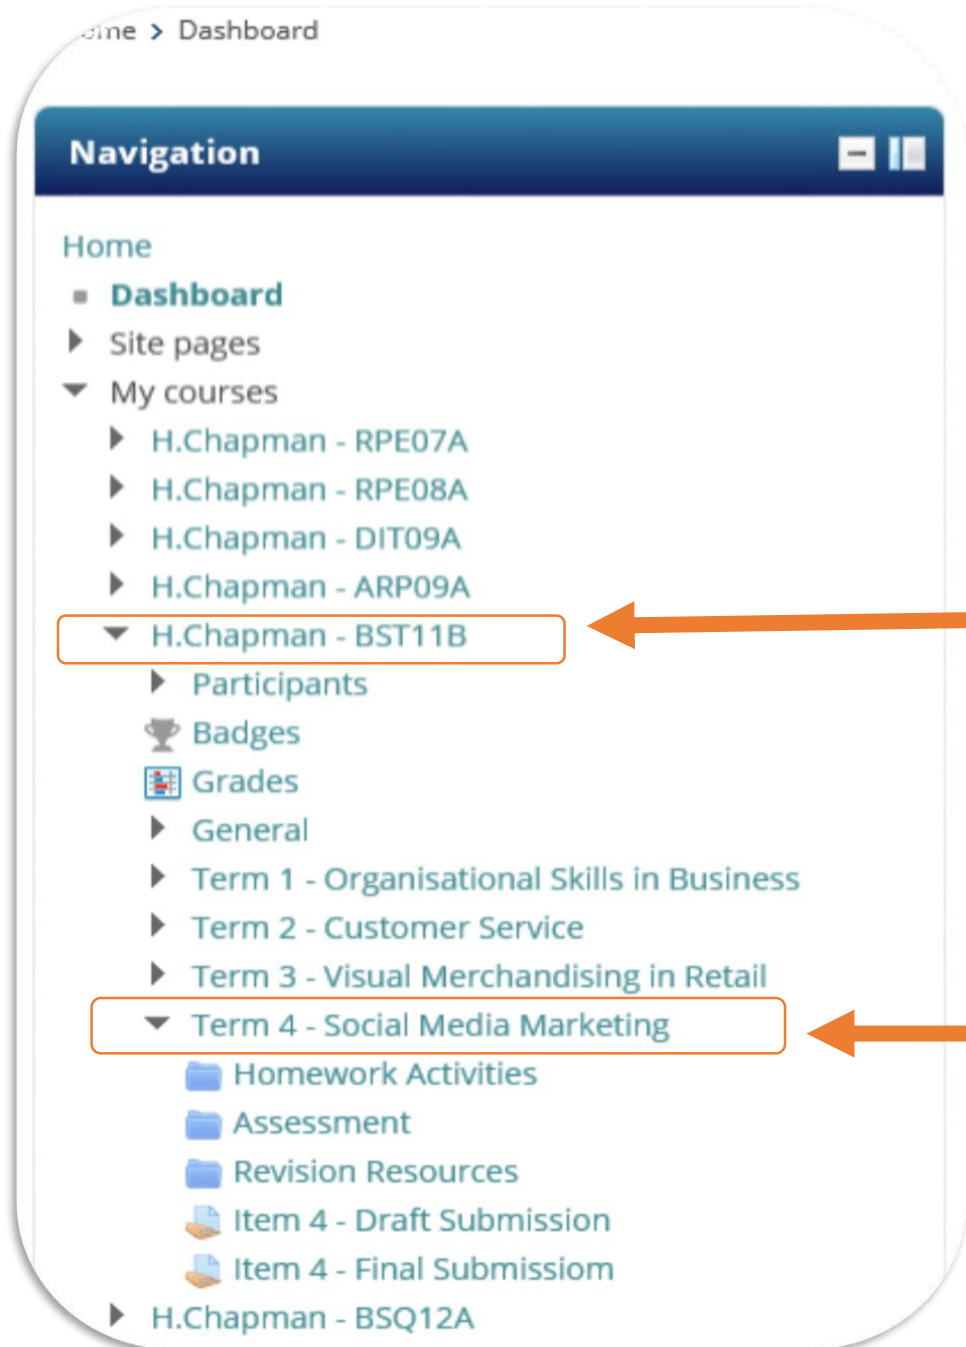 Home > Dashboard
Navigation
Home
Dashboard
Site pages
My courses
H.Chapman - RPE07A
H.Chapman - RPE08A
H.Chapman - DIT09A
H.Chapman - ARP09A
H.Chapman - BST11B
Participants
Badges
Grades
General
Term 1 - Organisational Skills in Business
Term 2 - Customer Service
Term 3 - Visual Merchandising in Retail
Term 4 - Social Media Marketing
Homework Activities
Assessment
Revision Resources
Item 4 - Draft Submission
Item 4 - Final Submissiom
H.Chapman - BSQ12A